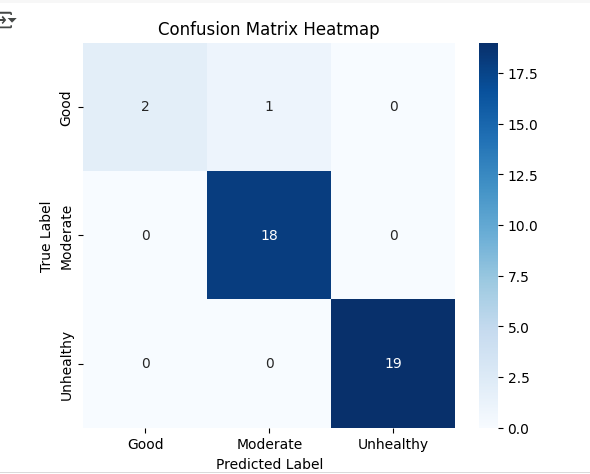 Confusion Matrix Heatmap
Good
2 1 0
17.5
15.0
12.5
True Label
Moderate
0 18 0
10.0
7.5
5.0
Unhealthy
0 0 19
2.5
0.0
Good Moderate Unhealthy
Predicted Label